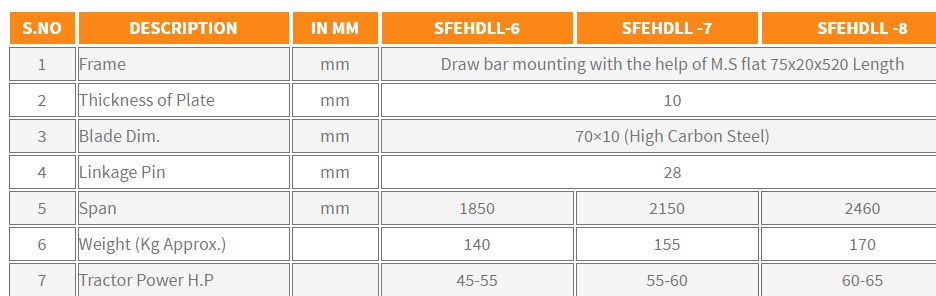 S.NO DESCRIPTION IN MM SFEHDLL-6 SFEHDLL -7 SFEHDLL -8
1 Frame mm Draw bar mounting with the help of M.S flat 75x20x520 Length
2 Thickness of Plate mm 10
3 Blade Dim. mm 70×10 (High Carbon Steel)
4 Linkage Pin mm 28
5 Span mm 1850 2150 2460
6 Weight (Kg Approx.) 140 155 170
7 Tractor Power H.P 45-55 55-60 60-65